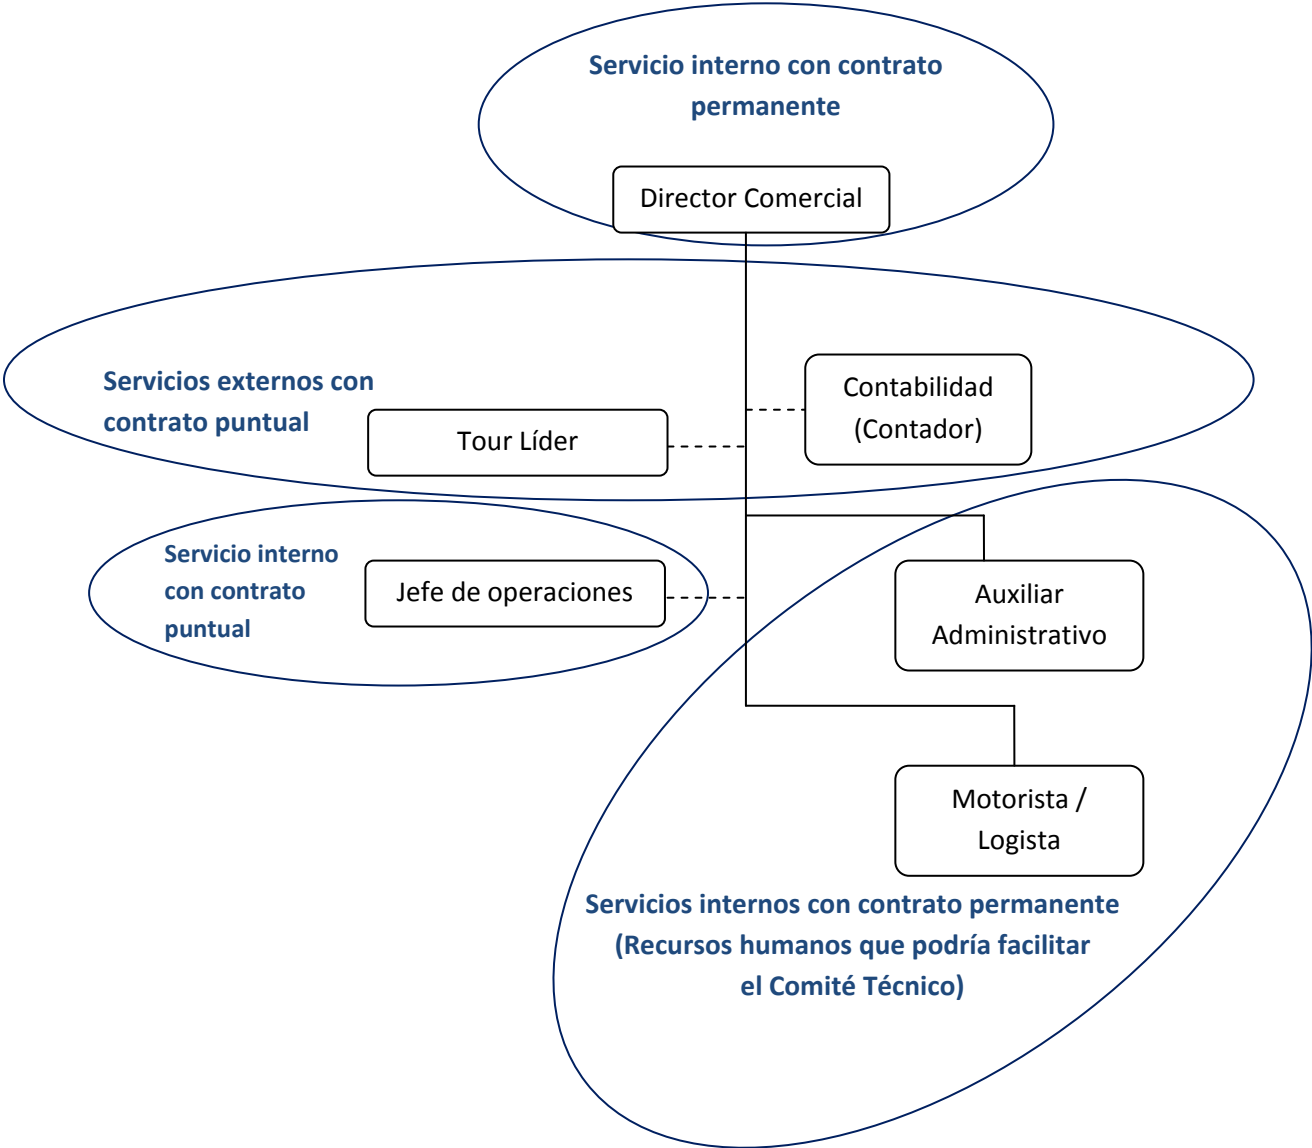 Servicio interno con contrato
permanente
Director Comercial
Servicios externos con
contrato puntual
Tour Líder
Contabilidad
(Contador)
Servicio interno
con contrato
puntual
Jefe de operaciones
Auxiliar
Administrativo
Motorista /
Logista
Servicios internos con contrato permanente
(Recursos humanos que podría facilitar
el Comité Técnico)